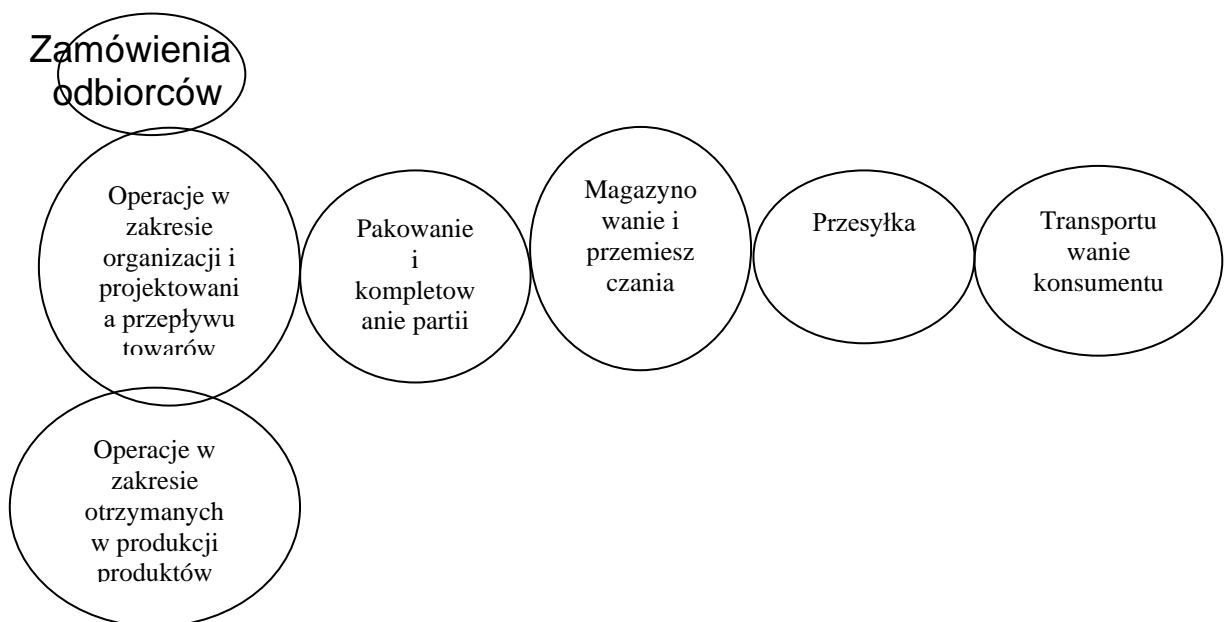 Zamówienia
odbiorców
Operacje w
zakresie
organizacji i
projektowani
a przepływu
towarów
Pakowanie
i
kompletow
anie partii
Magazyno
wanie i
przemiesz
czania
Przesyłka
Transportu
wanie
konsumentu
Operacje w
zakresie
otrzymanych
w produkcji
produktów